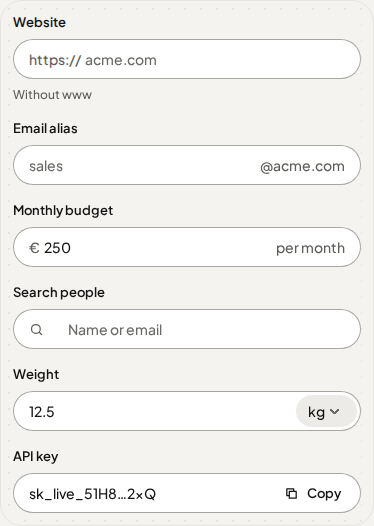 Website
https:// acme.com
Without www
Email alias
sales @acme.com
Monthly budget
€ 250 per month
Search people
Name or email
Weight
12.5 kg
API key
sk_live_51H8…2xQ Copy